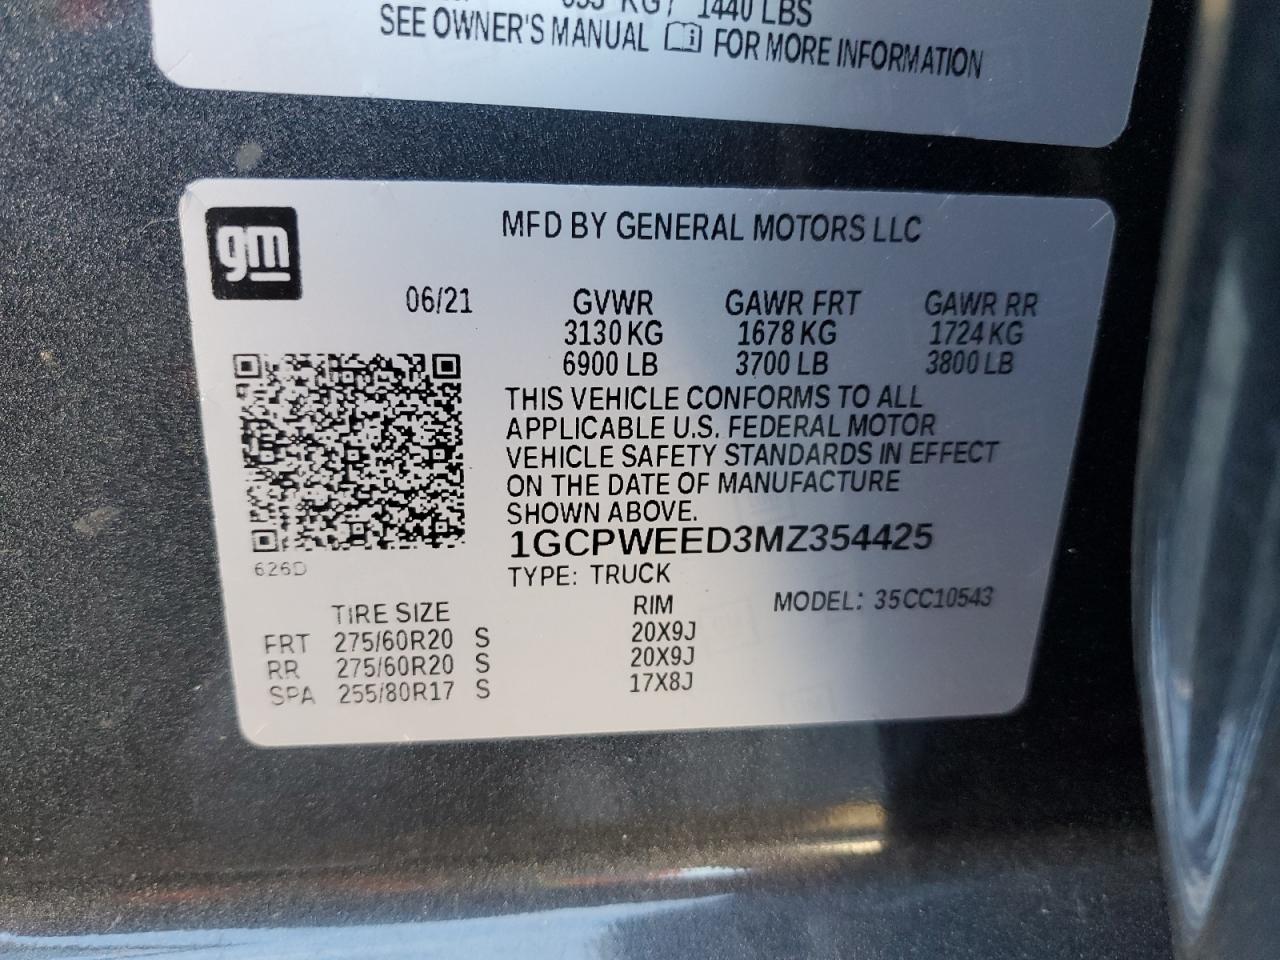 KG / 1440 LBS
SEE OWNER'S MANUAL FOR MORE INFORMATION
gm
MFD BY GENERAL MOTORS LLC
06/21 GVWR GAWR FRT GAWR RR
3130 KG 1678 KG 1724 KG
6900 LB 3700 LB 3800 LB
THIS VEHICLE CONFORMS TO ALL
APPLICABLE U.S. FEDERAL MOTOR
VEHICLE SAFETY STANDARDS IN EFFECT
ON THE DATE OF MANUFACTURE
SHOWN ABOVE.
1GCPWEED3MZ354425
626D
TYPE: TRUCK
TIRE SIZE RIM MODEL: 35CC10543
FRT 275/60R20 S 20X9J
RR 275/60R20 S 20X9J
SPA 255/80R17 S 17X8J